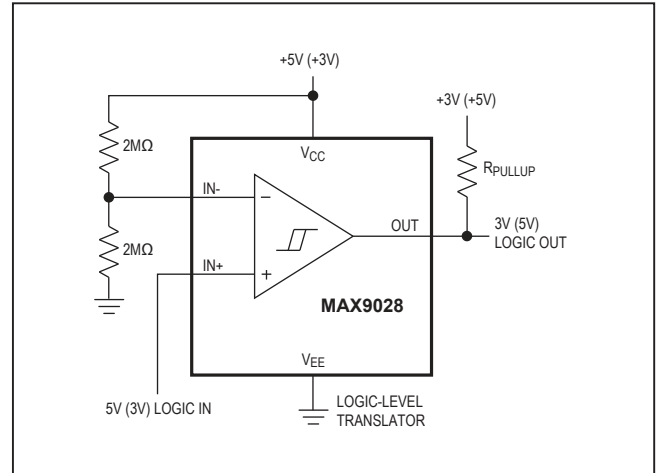 +5V (+3V)
+3V (+5V)
2MΩ
VCC
RPULLUP
IN-
−
OUT
3V (5V)
LOGIC OUT
2MΩ
IN+
+
MAX9028
VEE
5V (3V) LOGIC IN
LOGIC-LEVEL
TRANSLATOR